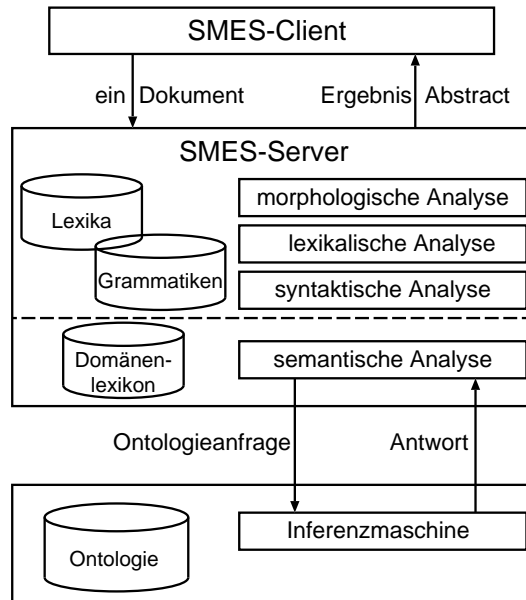 SMES-Client
ein Dokument
Ergebnis Abstract
SMES-Server
Lexika
Grammatiken
morphologische Analyse
lexikalische Analyse
syntaktische Analyse
Domänen-
lexikon
semantische Analyse
Ontologieanfrage
Antwort
Ontologie
Inferenzmaschine